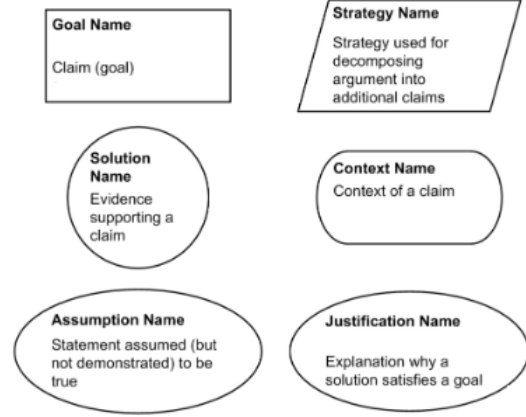 Goal Name
Claim (goal)
Strategy Name
Strategy used for
decomposing
argument into
additional claims
Solution
Name
Evidence
supporting a
claim
Context Name
Context of a claim
Assumption Name
Statement assumed (but
not demonstrated) to be
true
Justification Name
Explanation why a
solution satisfies a goal